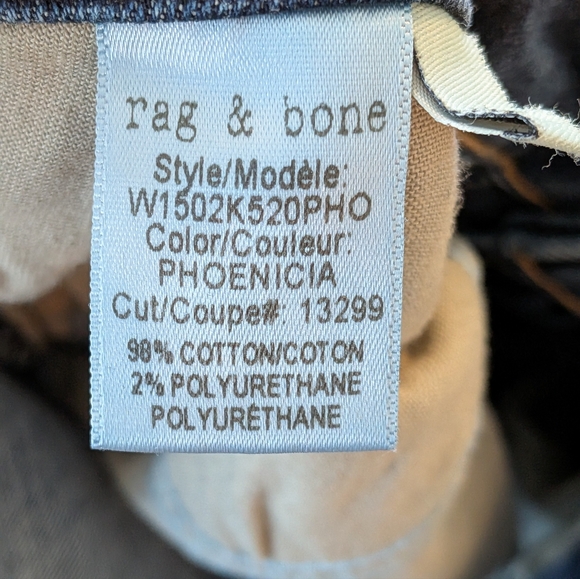 rag & bone
Style/Modèle:
W1502K520PHO
Color/Couleur:
PHOENICIA
Cut/Coupe#: 13299
98% COTTON/COTON
2% POLYURETHANE
POLYURÉTHANE